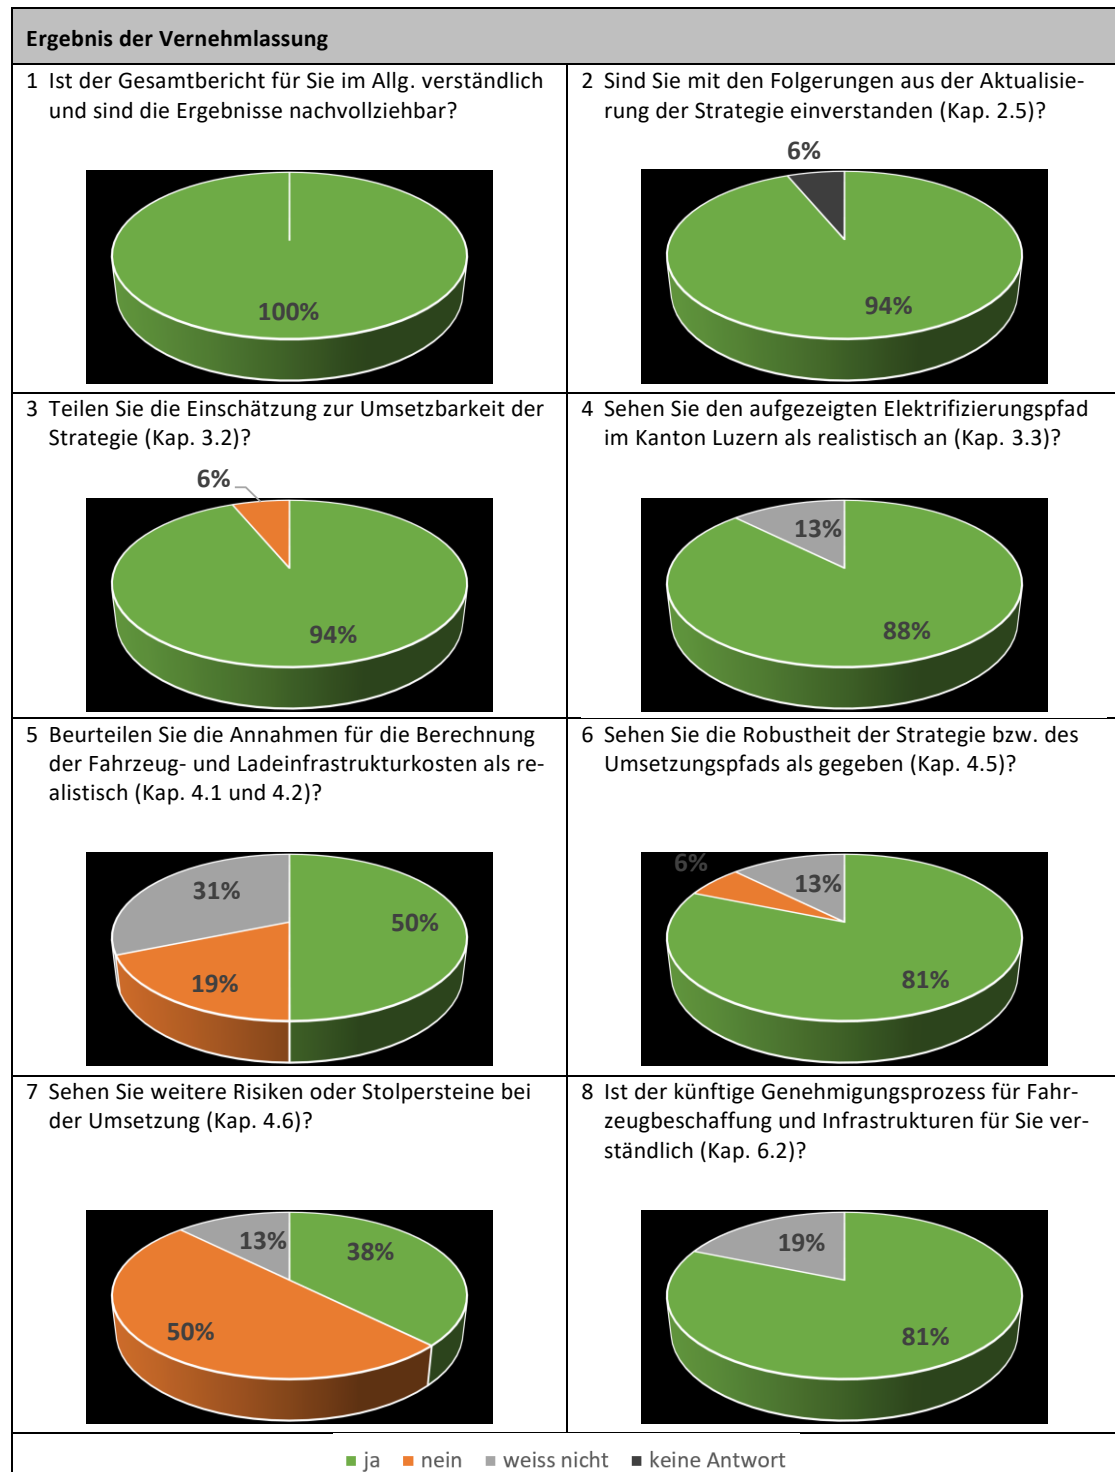 Ergebnis der Vernehmlassung
1 Ist der Gesamtbericht für Sie im Allg. verständlich
und sind die Ergebnisse nachvollziehbar?
100%
2 Sind Sie mit den Folgerungen aus der Aktualisie-
rung der Strategie einverstanden (Kap. 2.5)?
6%
94%
3 Teilen Sie die Einschätzung zur Umsetzbarkeit der
Strategie (Kap. 3.2)?
6%
94%
4 Sehen Sie den aufgezeigten Elektrifizierungspfad
im Kanton Luzern als realistisch an (Kap. 3.3)?
13%
88%
5 Beurteilen Sie die Annahmen für die Berechnung
der Fahrzeug- und Ladeinfrastrukturkosten als re-
alistisch (Kap. 4.1 und 4.2)?
31%
50%
19%
6 Sehen Sie die Robustheit der Strategie bzw. des
Umsetzungspfads als gegeben (Kap. 4.5)?
6%
13%
81%
7 Sehen Sie weitere Risiken oder Stolpersteine bei
der Umsetzung (Kap. 4.6)?
13%
38%
50%
8 Ist der künftige Genehmigungsprozess für Fahr-
zeugbeschaffung und Infrastrukturen für Sie ver-
ständlich (Kap. 6.2)?
19%
81%
ja nein weiss nicht keine Antwort